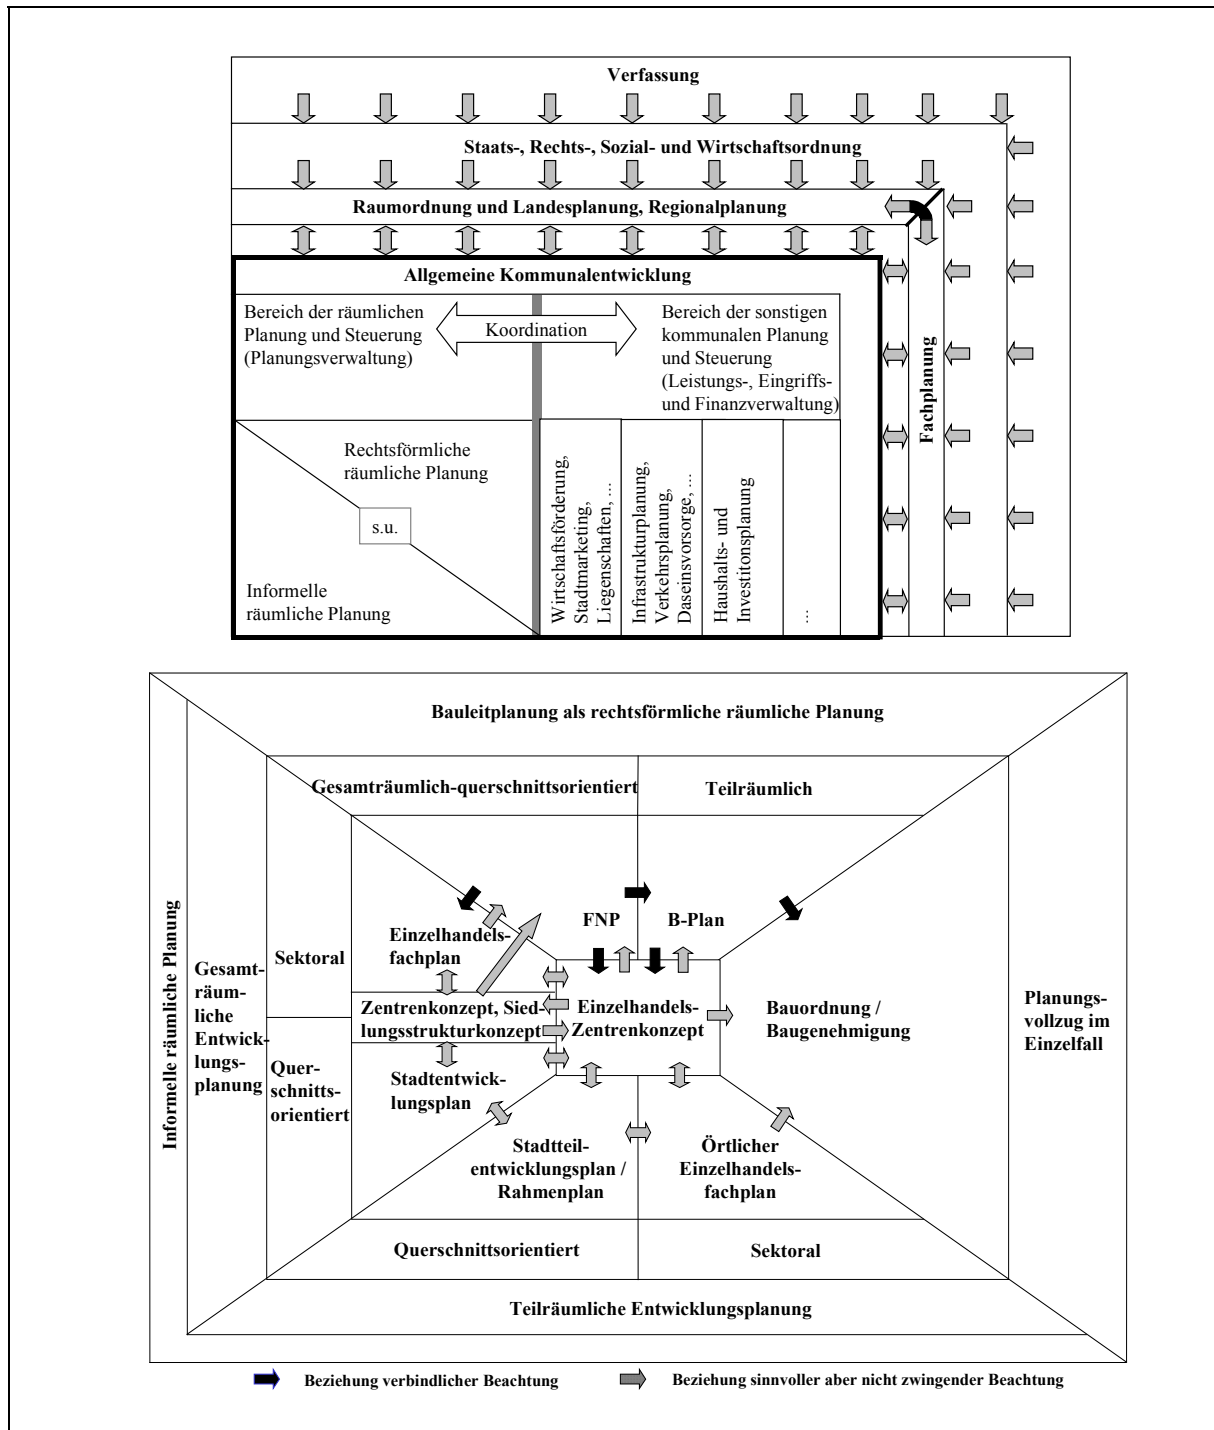 Verfassung
Staats-, Rechts-, Sozial- und Wirtschaftsordnung
Raumordnung und Landesplanung, Regionalplanung
Allgemeine Kommunalentwicklung
Bereich der räumlichen
Planung und Steuerung
(Planungsverwaltung)
Koordination
Bereich der sonstigen
kommunalen Planung
und Steuerung
(Leistungs-, Eingriffs-
und Finanzverwaltung)
Fachplanung
Rechtsförmliche
räumliche Planung
s.u.
Informelle
räumliche Planung
Wirtschaftsförderung,
Stadtmarketing,
Liegenschaften, ...
Infrastrukturplanung,
Verkehrsplanung,
Daseinsvorsorge, ...
Haushalts- und
Investitonsplanung
...
Bauleitplanung als rechtsförmliche räumliche Planung
Gesamträumlich-querschnittsorientiert
Teilräumlich
Informelle räumliche Planung
Gesamt-
räum-
liche
Entwick-
lungs-
planung
Sektoral
Quer-
schnitts-
orientiert
Einzelhandels-
fachplan
Zentrenkonzept, Sied-
lungsstrukturkonzept
Stadtentwick-
lungsplan
FNP
B-Plan
Einzelhandels-
Zentrenkonzept
Bauordnung /
Baugenehmigung
Planungs-
vollzug im
Einzelfall
Stadtteil-
entwicklungsplan /
Rahmenplan
Örtlicher
Einzelhandels-
fachplan
Querschnittsorientiert
Sektoral
Teilräumliche Entwicklungsplanung
Beziehung verbindlicher Beachtung
Beziehung sinnvoller aber nicht zwingender Beachtung